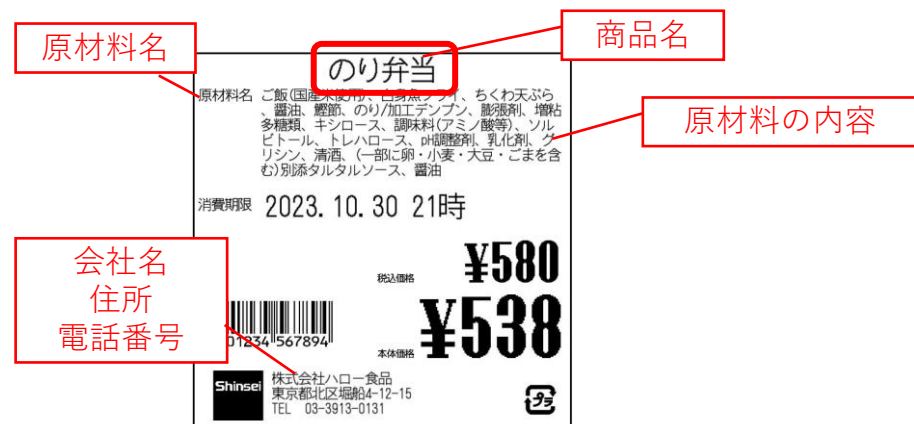 原材料名
商品名
のり弁当
原材料名 ご飯(国産米使用)、白身魚フライ、ちくわ天ぷら
、醤油、鰹節、のり/加工デンプン、膨張剤、増粘
多糖類、キシロース、調味料(アミノ酸等)、ソル
ビトール、トレハロース、pH調整剤、乳化剤、グ
リシン、清酒、(一部に卵・小麦・大豆・ごまを含
む)別添タルタルソース、醤油
原材料の内容
消費期限 2023.10.30 21時
会社名
住所
電話番号
税込価格 ¥580
本体価格 ¥538
01234 567894
Shinsei
株式会社ハロー食品
東京都北区堀船4-12-15
TEL 03-3913-0131
プラ